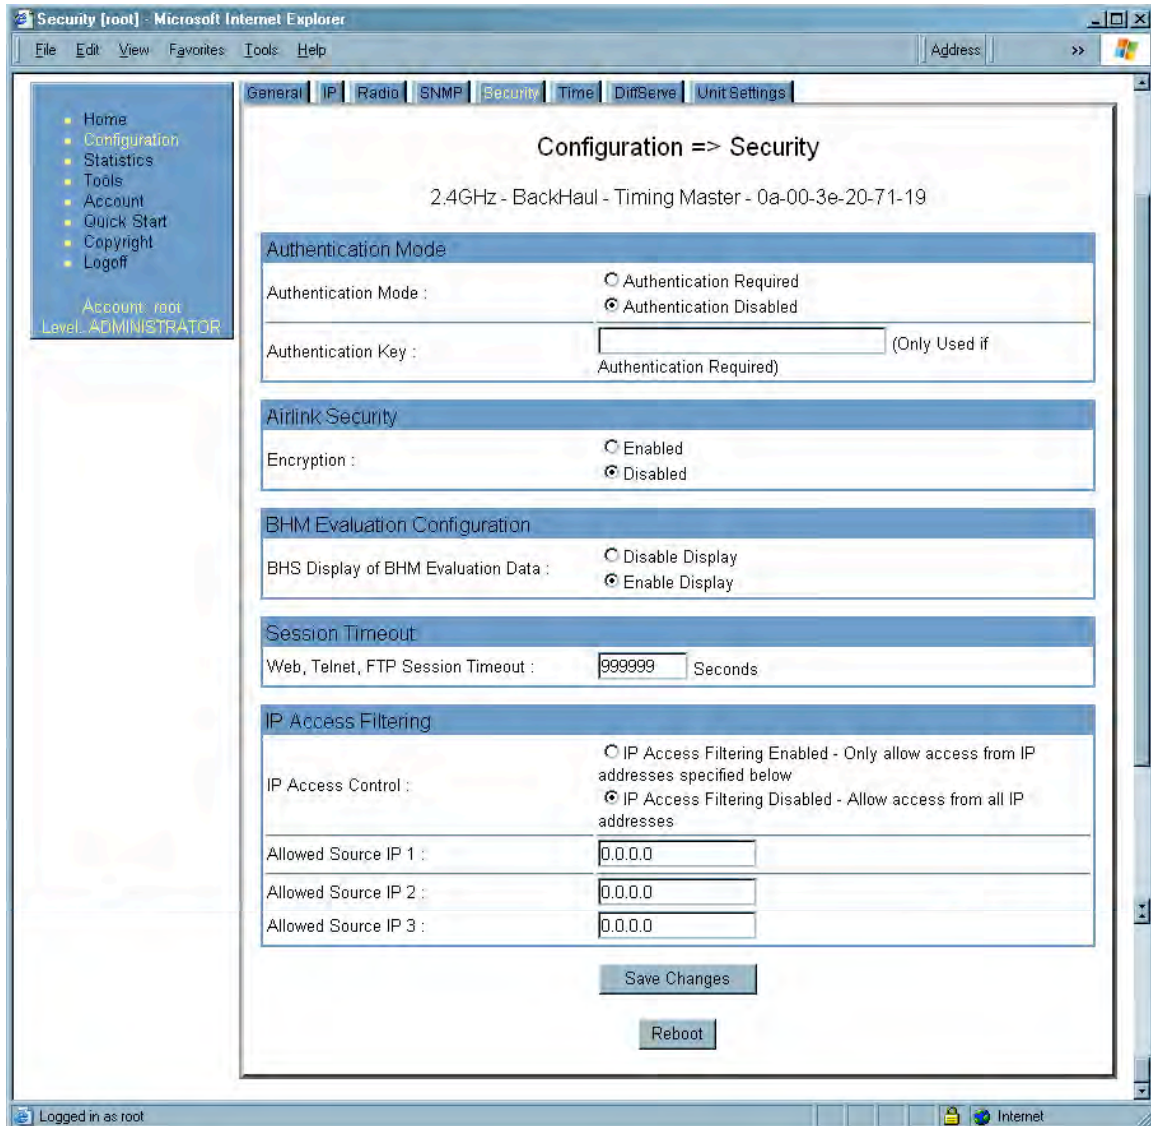 Security [root] - Microsoft Internet Explorer
File Edit View Favorites Tools Help
Address »
General IP Radio SNMP Security Time DiffServe Unit Settings
Home
Configuration
Statistics
Tools
Account
Quick Start
Copyright
Logoff
Account: root
Level: ADMINISTRATOR
Configuration => Security
2.4GHz - BackHaul - Timing Master - 0a-00-3e-20-71-19
Authentication Mode
Authentication Mode :
Authentication Required
Authentication Disabled
Authentication Key :
(Only Used if
Authentication Required)
Airlink Security
Encryption :
Enabled
Disabled
BHM Evaluation Configuration
BHS Display of BHM Evaluation Data :
Disable Display
Enable Display
Session Timeout
Web, Telnet, FTP Session Timeout : 999999 Seconds
IP Access Filtering
IP Access Control :
IP Access Filtering Enabled - Only allow access from IP
addresses specified below
IP Access Filtering Disabled - Allow access from all IP
addresses
Allowed Source IP 1 : 0.0.0.0
Allowed Source IP 2 : 0.0.0.0
Allowed Source IP 3 : 0.0.0.0
Save Changes
Reboot
Logged in as root
Internet